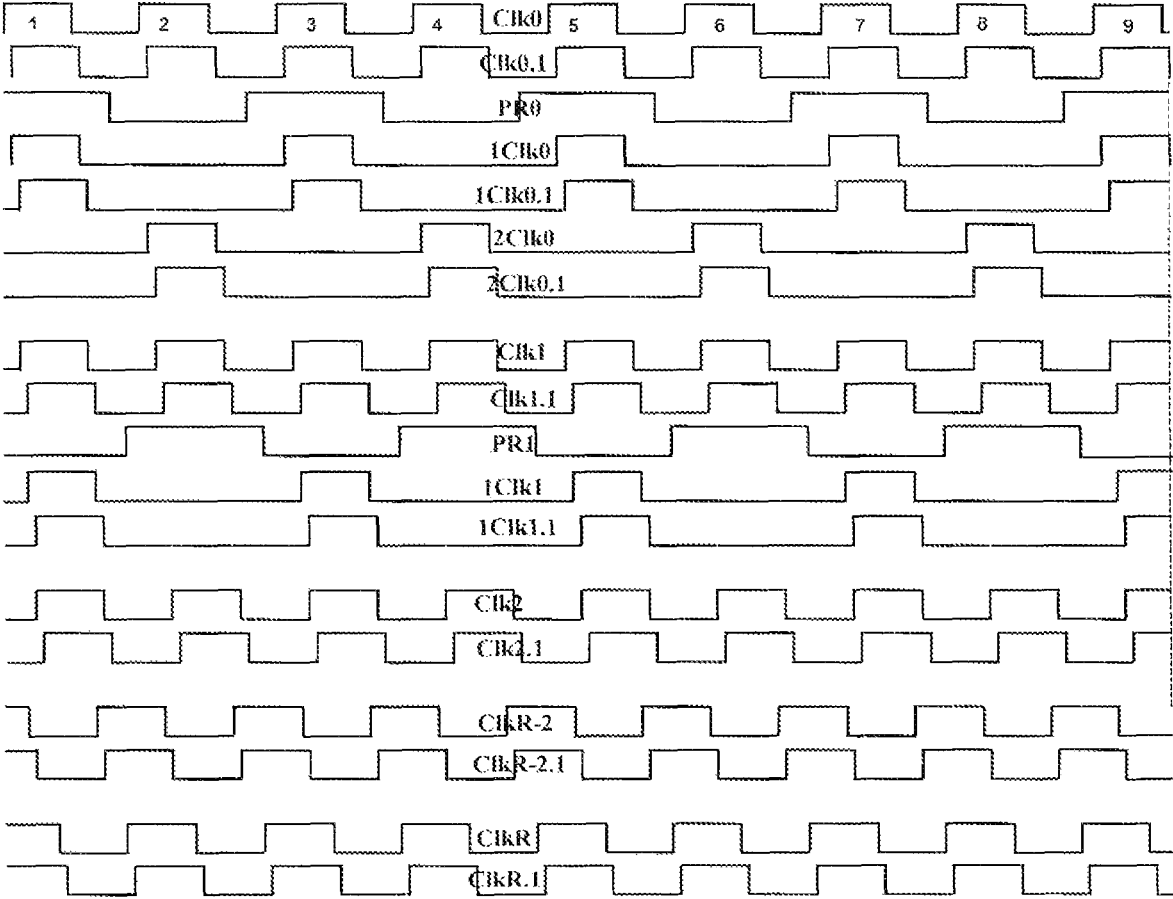 1 2 3 4 Clk0 5 6 7 8 9
Clk0.1
PR0
1Clk0
1Clk0.1
2Clk0
2Clk0.1
Clk1
Clk1.1
PR1
1Clk1
1Clk1.1
Clk2
Clk2.1
ClkR-2
ClkR-2.1
ClkR
ClkR.1